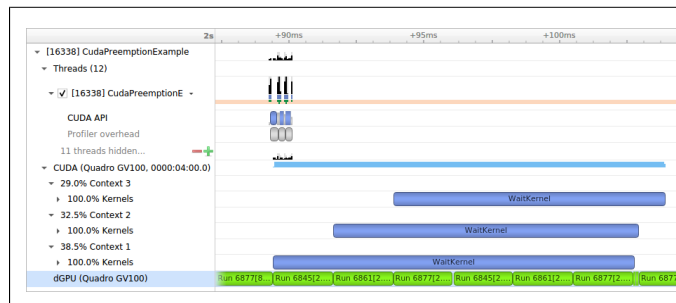 2s +90ms +95ms +100ms
[16338] CudaPreemptionExample
Threads (12)
[16338] CudaPreemptionE
CUDA API
Profiler overhead
11 threads hidden...
CUDA (Quadro GV100, 0000:04:00.0)
29.0% Context 3
100.0% Kernels WaitKernel
32.5% Context 2
100.0% Kernels WaitKernel
38.5% Context 1
100.0% Kernels WaitKernel
dGPU (Quadro GV100) Run 6877[8... Run 6845[2... Run 6861[2... Run 6877[2... Run 6845[2... Run 6861[2... Run 6877[2... Run 6877